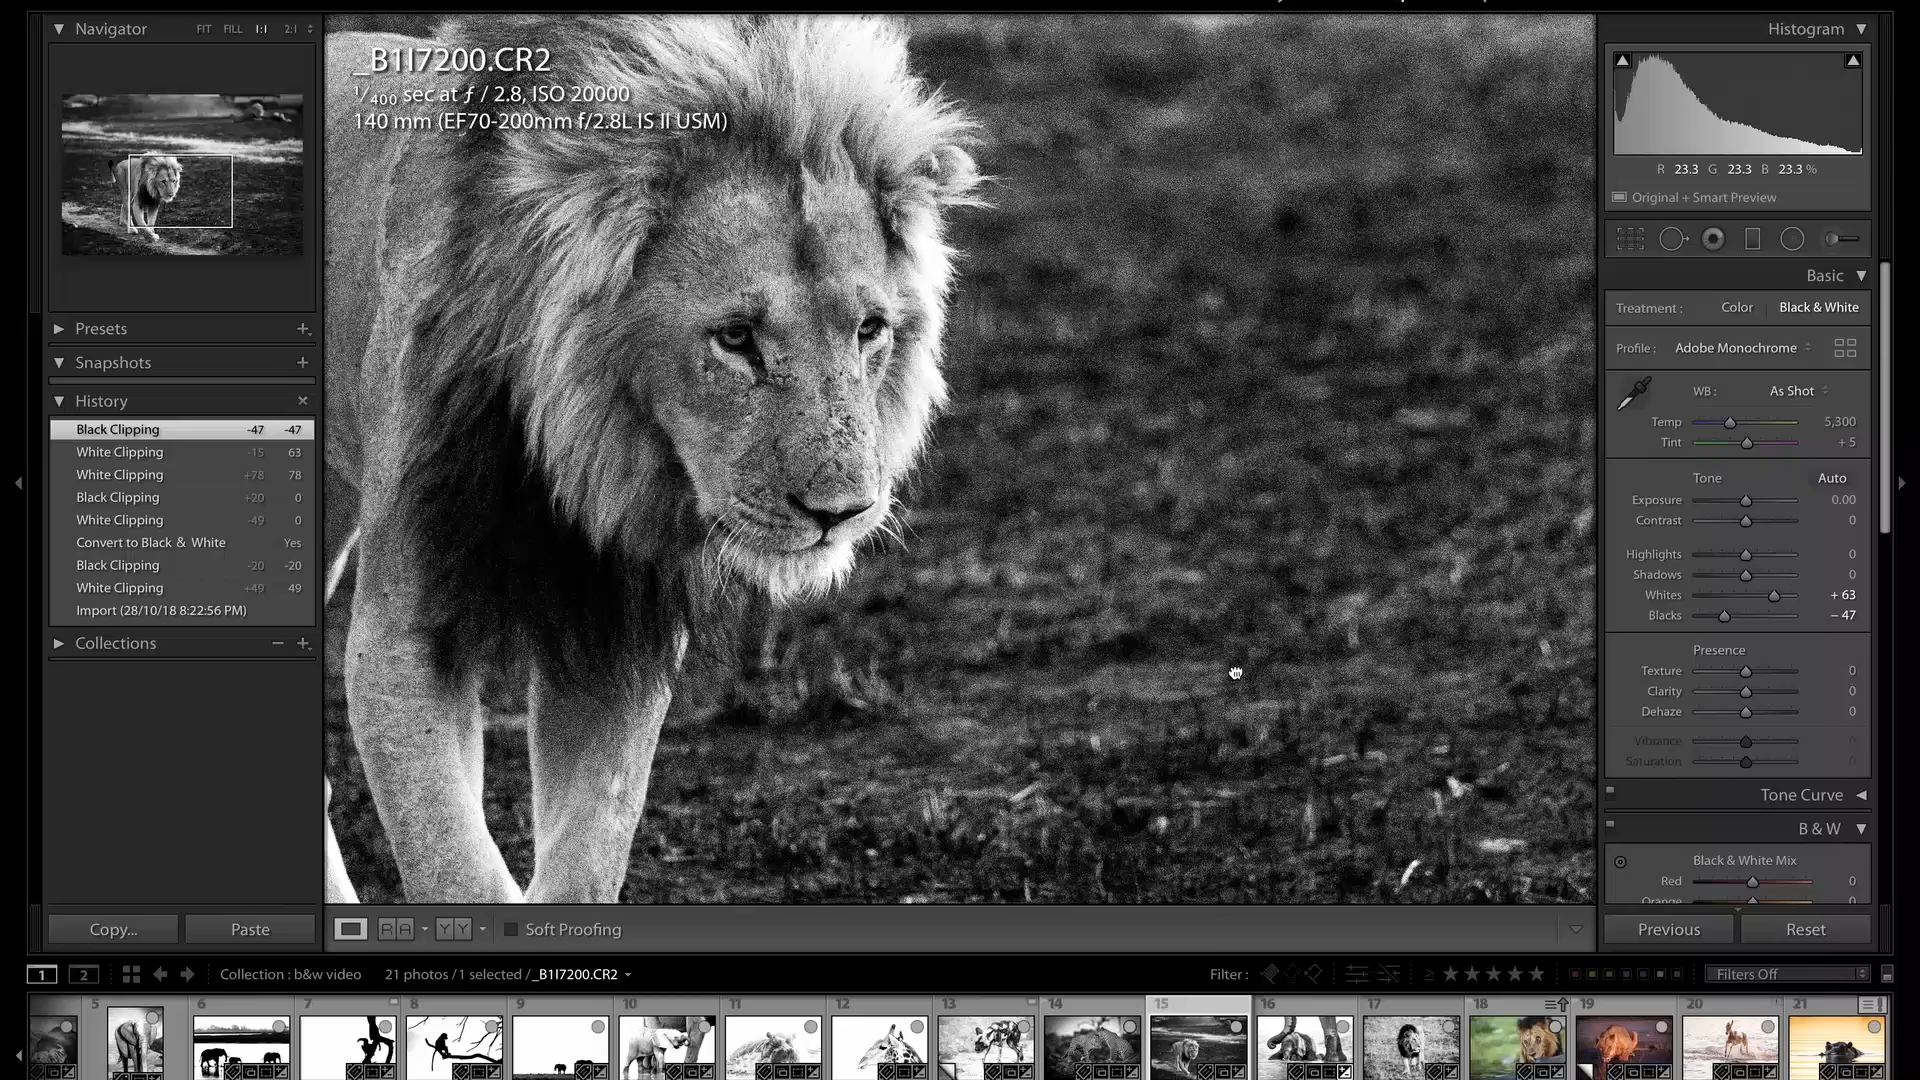 Navigator
FIT FILL 1:1 2:1
Presets
Snapshots
History
Black Clipping -47 -47
White Clipping -15 63
White Clipping +78 78
Black Clipping +20 0
White Clipping -49 0
Convert to Black & White Yes
Black Clipping -20 -20
White Clipping +49 49
Import (28/10/18 8:22:56 PM)
Collections
Copy... Paste
_B1I7200.CR2
1/400 sec at ƒ / 2.8, ISO 20000
140 mm (EF70-200mm f/2.8L IS II USM)
R A Y Y Soft Proofing
Histogram
R 23.3 G 23.3 B 23.3 %
Original + Smart Preview
Basic
Treatment : Color Black & White
Profile : Adobe Monochrome
WB : As Shot
Temp 5,300
Tint + 5
Tone Auto
Exposure 0.00
Contrast 0
Highlights 0
Shadows 0
Whites + 63
Blacks − 47
Presence
Texture 0
Clarity 0
Dehaze 0
Vibrance 0
Saturation 0
Tone Curve
B & W
Black & White Mix
Red 0
Orange 0
Previous Reset
1 2 Collection : b&w video 21 photos / 1 selected / _B1I7200.CR2 Filter : ≥ Filters Off
5 6 7 8 9 10 11 12 13 14 15 16 17 18 19 20 21